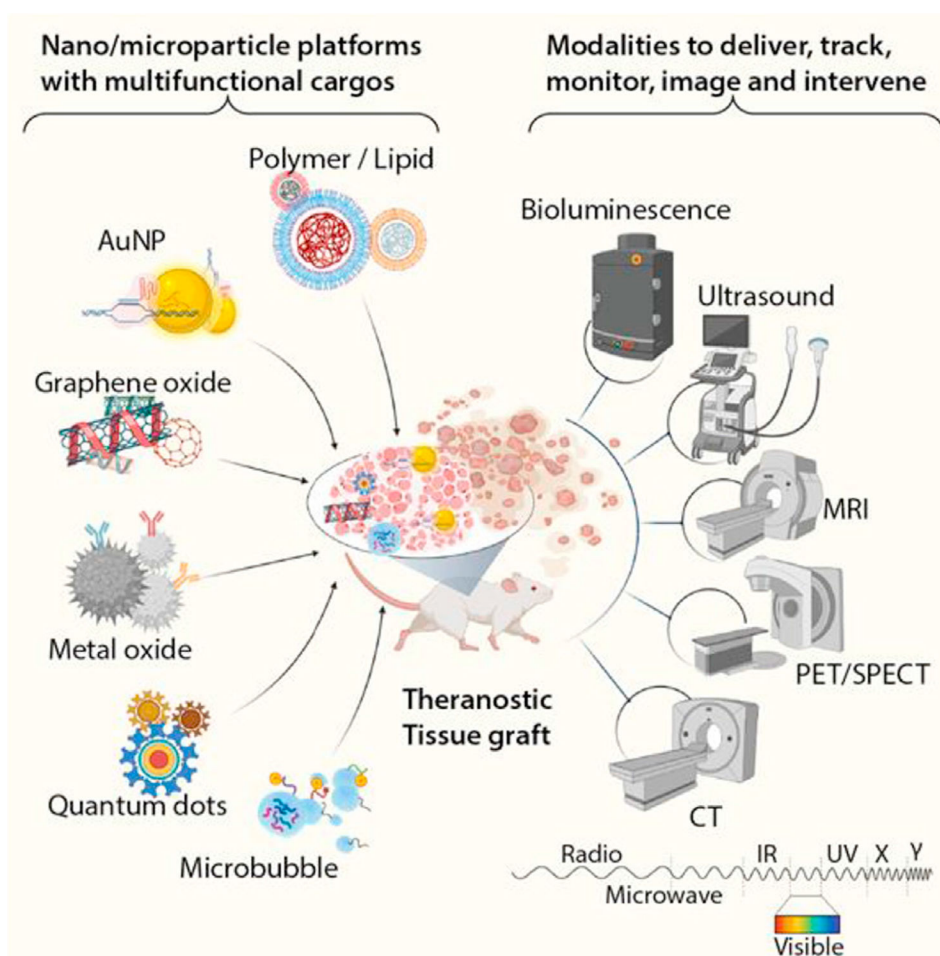 Nano/microparticle platforms
with multifunctional cargos
Modalities to deliver, track,
monitor, image and intervene
Polymer / Lipid
AuNP
Graphene oxide
Metal oxide
Quantum dots
Microbubble
Theranostic
Tissue graft
Bioluminescence
Ultrasound
MRI
PET/SPECT
CT
Radio
Microwave
IR
UV
X
Y
Visible